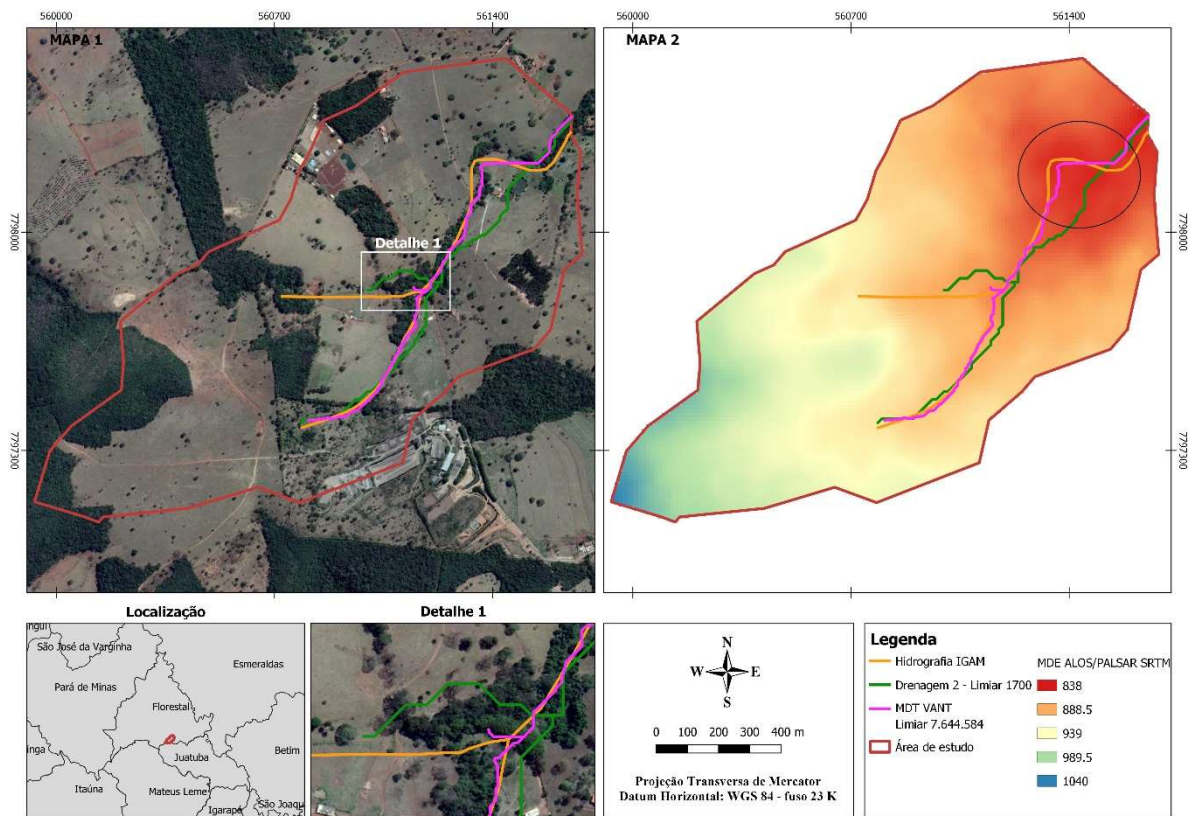 560000 560700 561400 560000 560700 561400
MAPA 1
MAPA 2
Detalhe 1
7798000
7797300
7798000
7797300
Localização
ingui
São José da Varginha
Esmeraldas
Pará de Minas
Florestal
inga
Juatuba
Betim
Itaúna
Mateus Leme
Igarapé
São Joaqu
Detalhe 1
N
W E
S
0 100 200 300 400 m
Projeção Transversa de Mercator
Datum Horizontal: WGS 84 - fuso 23 K
Legenda
Hidrografia IGAM
Drenagem 2 - Limiar 1700
MDT VANT
Limiar 7.644.584
Área de estudo
MDE ALOS/PALSAR SRTM
838
888.5
939
989.5
1040